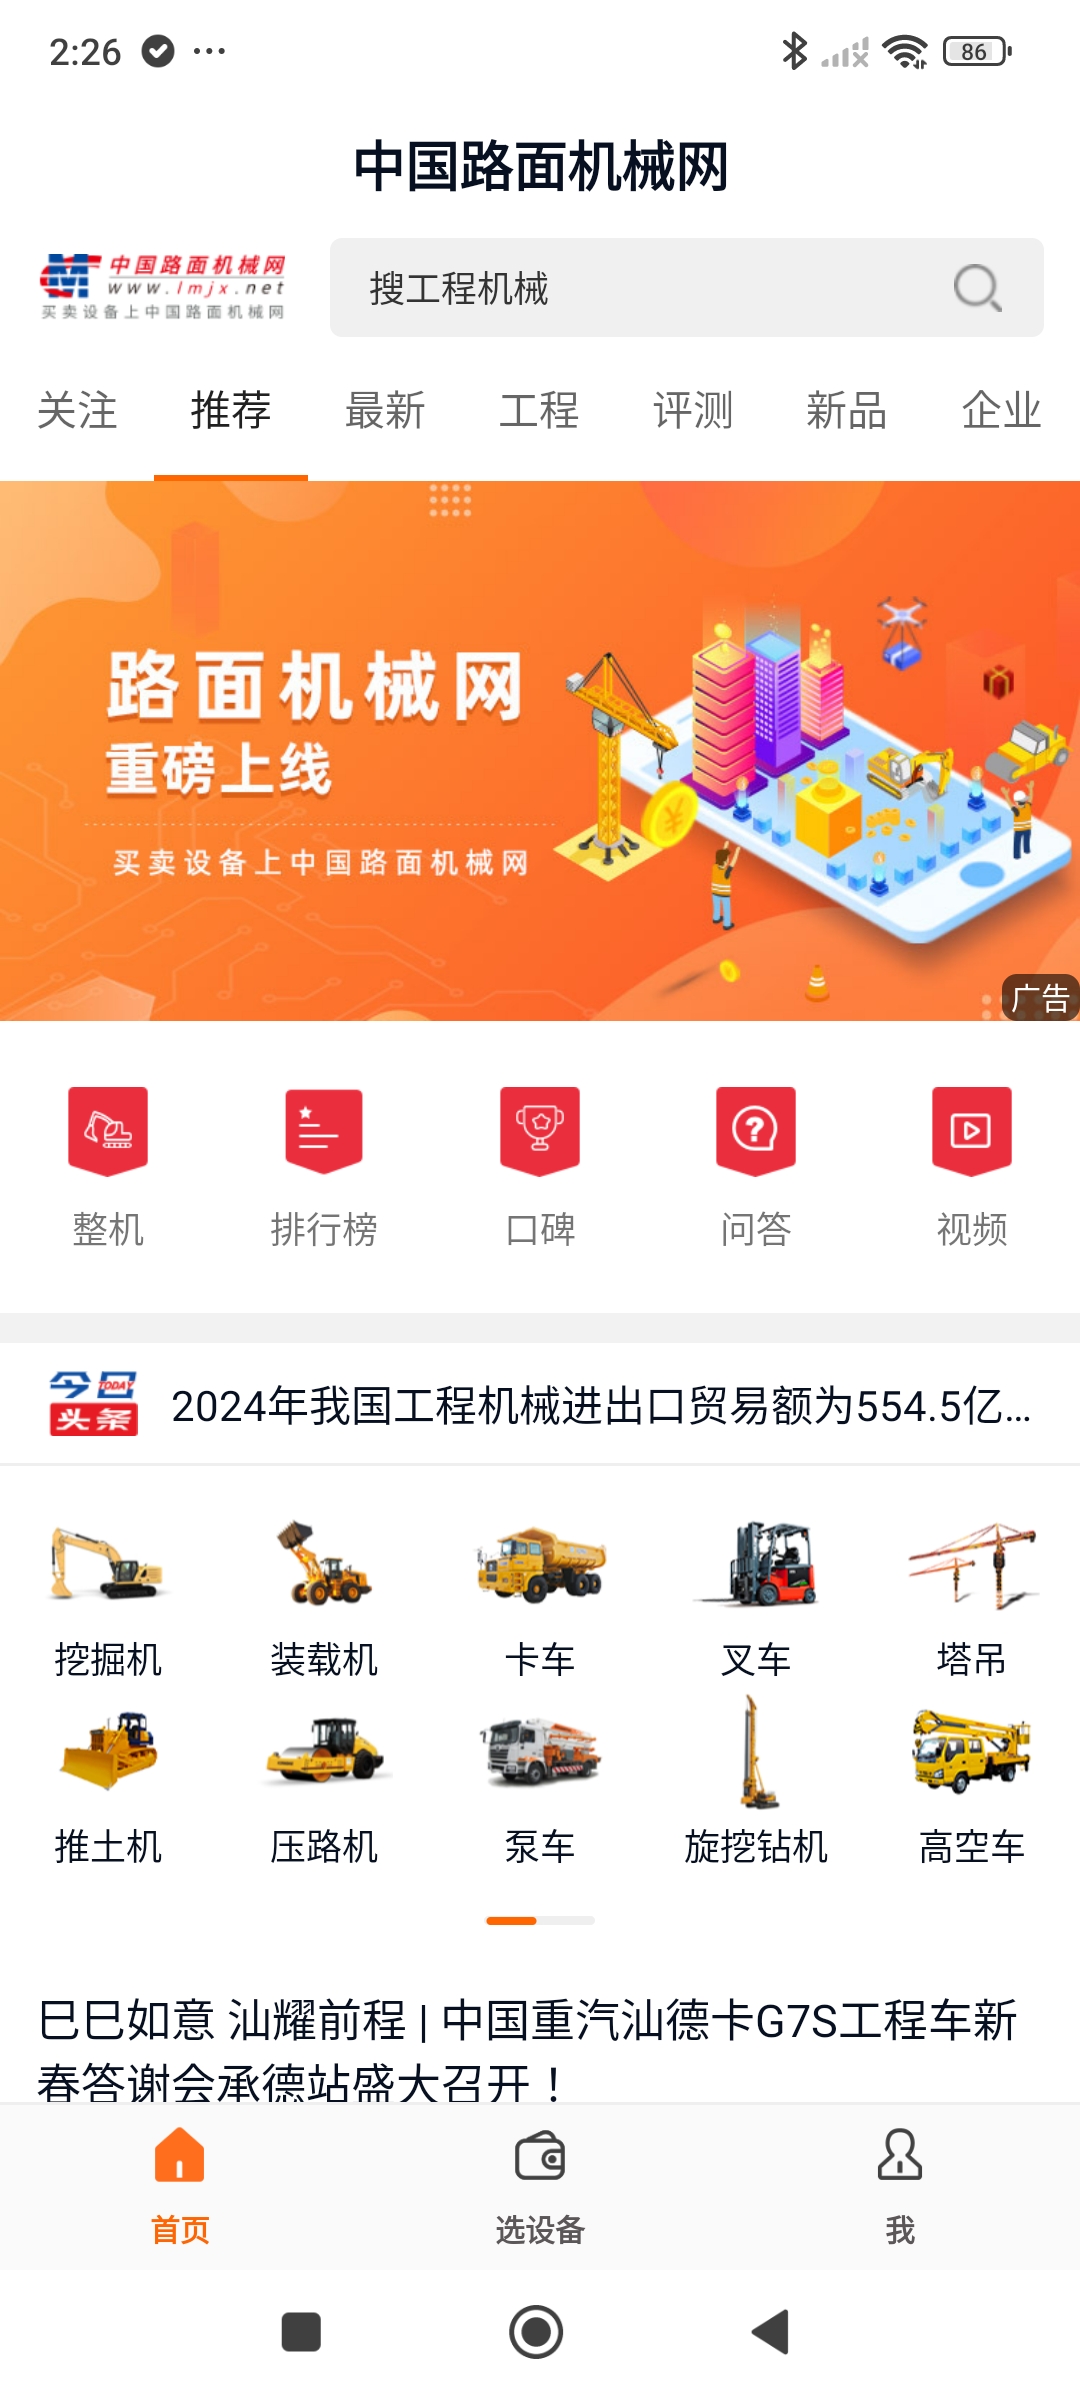 2:26
86
中国路面机械网
中国路面机械网
www.lmjx.net
买卖设备上中国路面机械网
搜工程机械
关注 推荐 最新 工程 评测 新品 企业
路面机械网
重磅上线
买卖设备上中国路面机械网
广告
整机 排行榜 口碑 问答 视频
今日
TODAY
头条
2024年我国工程机械进出口贸易额为554.5亿...
挖掘机 装载机 卡车 叉车 塔吊
推土机 压路机 泵车 旋挖钻机 高空车
巳巳如意 汕耀前程 | 中国重汽汕德卡G7S工程车新
春答谢会承德站盛大召开！
首页 选设备 我